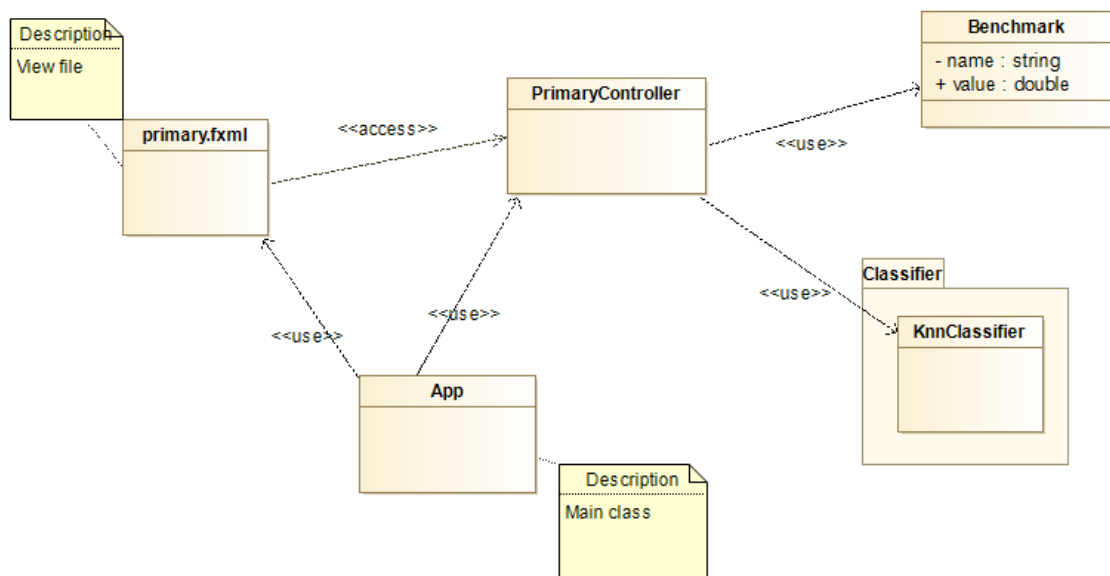 Description
View file
primary.fxml
<<access>>
PrimaryController
Benchmark
- name : string
+ value : double
<<use>>
<<use>>
Classifier
KnnClassifier
<<use>>
<<use>>
App
Description
Main class